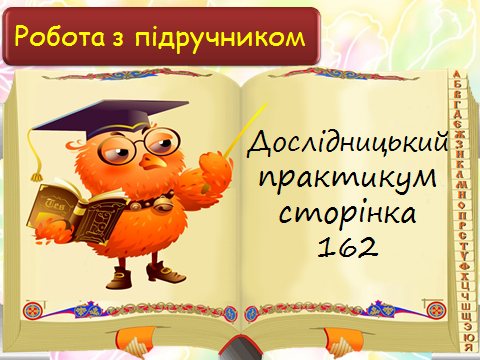 Робота з підручником
Дослідницький
практикум
сторінка
162
А
Б
В
Г
Д
Е
Ж
З
И
К
Л
М
Н
О
П
Р
С
Т
У
Ф
Х
Ц
Ч
Ш
Щ
Э
Ю
Я